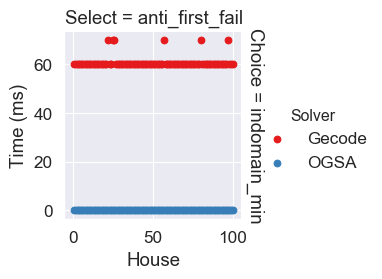 Select = anti_first_fail
Choice = indomain_min
Time (ms)
60
40
20
0
0
50
100
House
Solver
Gecode
OGSA